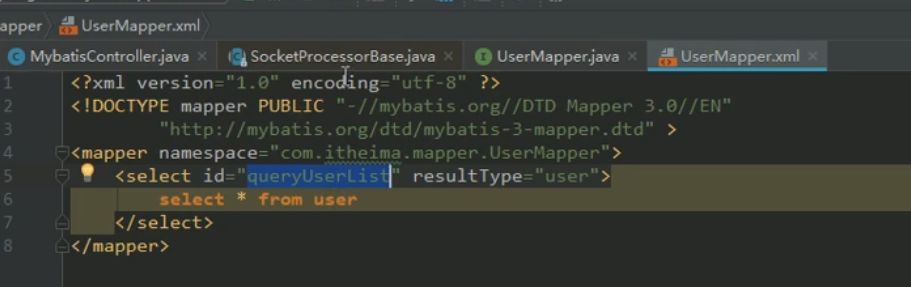 apper UserMapper.xml
MybatisController.java SocketProcessorBase.java UserMapper.java UserMapper.xml
1 <?xml version="1.0" encoding="utf-8" ?>
2 <!DOCTYPE mapper PUBLIC "-//mybatis.org//DTD Mapper 3.0//EN"
3 "http://mybatis.org/dtd/mybatis-3-mapper.dtd" >
4 <mapper namespace="com.itheima.mapper.UserMapper">
5 <select id="queryUserList" resultType="user">
6 select * from user
7 </select>
8 </mapper>